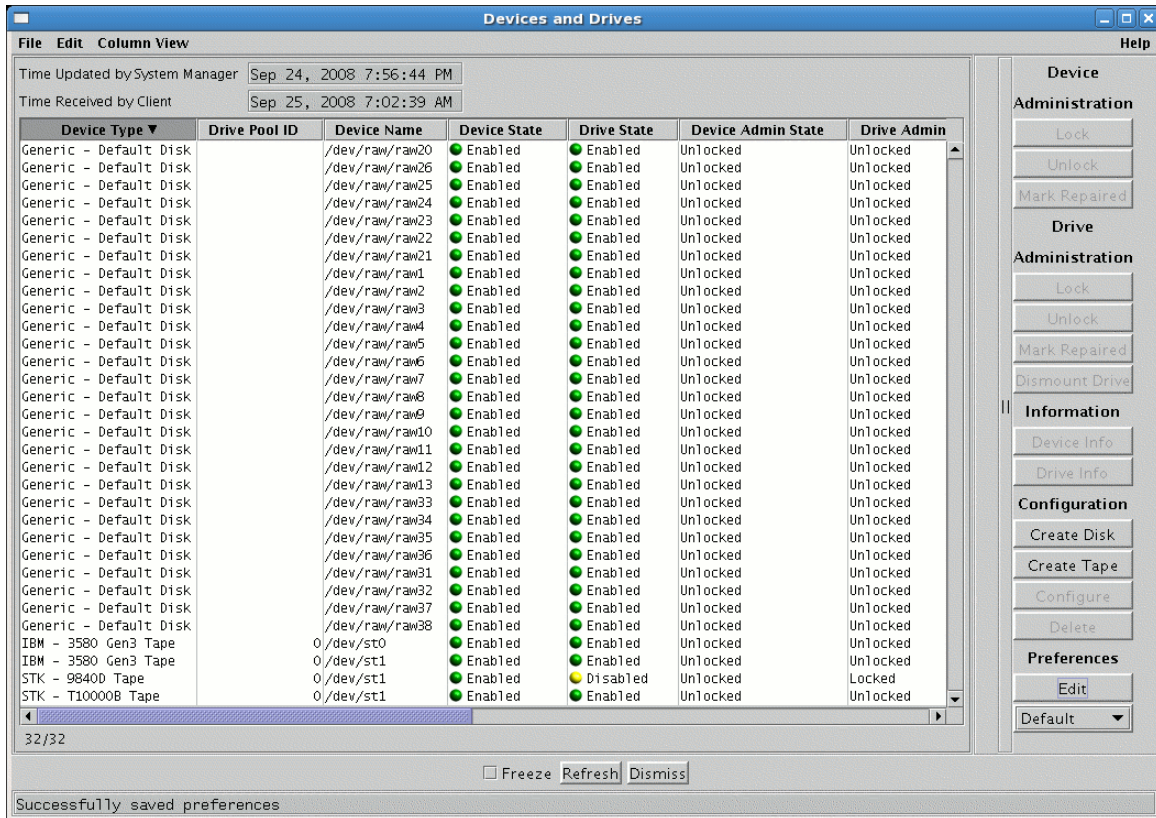 Devices and Drives
File Edit Column View Help
Time Updated by System Manager Sep 24, 2008 7:56:44 PM
Time Received by Client Sep 25, 2008 7:02:39 AM
Device Type ▼ Drive Pool ID Device Name Device State Drive State Device Admin State Drive Admin
Generic - Default Disk /dev/raw/raw20 Enabled Enabled Unlocked Unlocked
Generic - Default Disk /dev/raw/raw26 Enabled Enabled Unlocked Unlocked
Generic - Default Disk /dev/raw/raw25 Enabled Enabled Unlocked Unlocked
Generic - Default Disk /dev/raw/raw24 Enabled Enabled Unlocked Unlocked
Generic - Default Disk /dev/raw/raw23 Enabled Enabled Unlocked Unlocked
Generic - Default Disk /dev/raw/raw22 Enabled Enabled Unlocked Unlocked
Generic - Default Disk /dev/raw/raw21 Enabled Enabled Unlocked Unlocked
Generic - Default Disk /dev/raw/raw1 Enabled Enabled Unlocked Unlocked
Generic - Default Disk /dev/raw/raw2 Enabled Enabled Unlocked Unlocked
Generic - Default Disk /dev/raw/raw3 Enabled Enabled Unlocked Unlocked
Generic - Default Disk /dev/raw/raw4 Enabled Enabled Unlocked Unlocked
Generic - Default Disk /dev/raw/raw5 Enabled Enabled Unlocked Unlocked
Generic - Default Disk /dev/raw/raw6 Enabled Enabled Unlocked Unlocked
Generic - Default Disk /dev/raw/raw7 Enabled Enabled Unlocked Unlocked
Generic - Default Disk /dev/raw/raw8 Enabled Enabled Unlocked Unlocked
Generic - Default Disk /dev/raw/raw9 Enabled Enabled Unlocked Unlocked
Generic - Default Disk /dev/raw/raw10 Enabled Enabled Unlocked Unlocked
Generic - Default Disk /dev/raw/raw11 Enabled Enabled Unlocked Unlocked
Generic - Default Disk /dev/raw/raw12 Enabled Enabled Unlocked Unlocked
Generic - Default Disk /dev/raw/raw13 Enabled Enabled Unlocked Unlocked
Generic - Default Disk /dev/raw/raw33 Enabled Enabled Unlocked Unlocked
Generic - Default Disk /dev/raw/raw34 Enabled Enabled Unlocked Unlocked
Generic - Default Disk /dev/raw/raw35 Enabled Enabled Unlocked Unlocked
Generic - Default Disk /dev/raw/raw36 Enabled Enabled Unlocked Unlocked
Generic - Default Disk /dev/raw/raw31 Enabled Enabled Unlocked Unlocked
Generic - Default Disk /dev/raw/raw32 Enabled Enabled Unlocked Unlocked
Generic - Default Disk /dev/raw/raw37 Enabled Enabled Unlocked Unlocked
Generic - Default Disk /dev/raw/raw38 Enabled Enabled Unlocked Unlocked
IBM - 3580 Gen3 Tape 0 /dev/st0 Enabled Enabled Unlocked Unlocked
IBM - 3580 Gen3 Tape 0 /dev/st1 Enabled Enabled Unlocked Unlocked
STK - 9840D Tape 0 /dev/st1 Enabled Disabled Unlocked Locked
STK - T10000B Tape 0 /dev/st1 Enabled Enabled Unlocked Unlocked
32/32
Device
Administration
Lock
Unlock
Mark Repaired
Drive
Administration
Lock
Unlock
Mark Repaired
Dismount Drive
Information
Device Info
Drive Info
Configuration
Create Disk
Create Tape
Configure
Delete
Preferences
Edit
Default
Freeze Refresh Dismiss
Successfully saved preferences